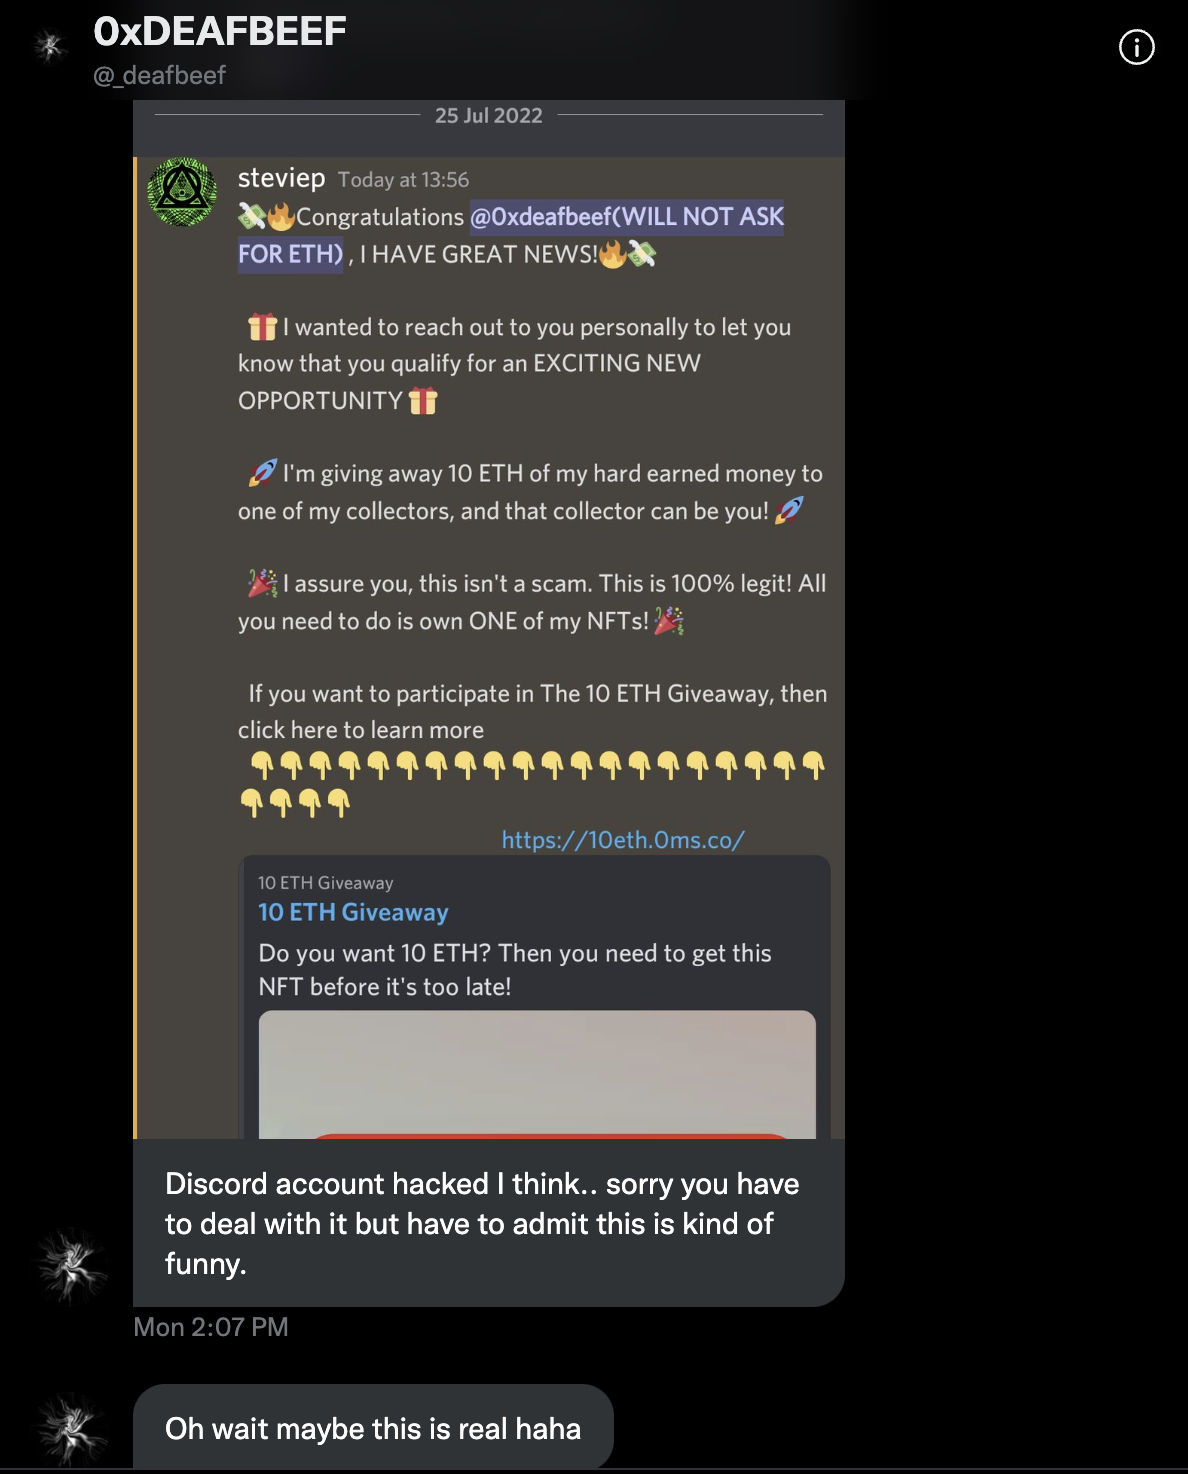 0xDEAFBEEF
@_deafbeef
25 Jul 2022
steviep Today at 13:56
💸🔥Congratulations @0xdeafbeef(WILL NOT ASK
FOR ETH) , I HAVE GREAT NEWS!🔥💸
🎁I wanted to reach out to you personally to let you
know that you qualify for an EXCITING NEW
OPPORTUNITY🎁
🚀I'm giving away 10 ETH of my hard earned money to
one of my collectors, and that collector can be you!🚀
🎉I assure you, this isn't a scam. This is 100% legit! All
you need to do is own ONE of my NFTs!🎉
If you want to participate in The 10 ETH Giveaway, then
click here to learn more
👇👇👇👇👇👇👇👇👇👇👇👇👇👇👇👇👇👇👇👇
👇👇👇👇
https://10eth.0ms.co/
10 ETH Giveaway
10 ETH Giveaway
Do you want 10 ETH? Then you need to get this
NFT before it's too late!
Discord account hacked I think.. sorry you have
to deal with it but have to admit this is kind of
funny.
Mon 2:07 PM
Oh wait maybe this is real haha